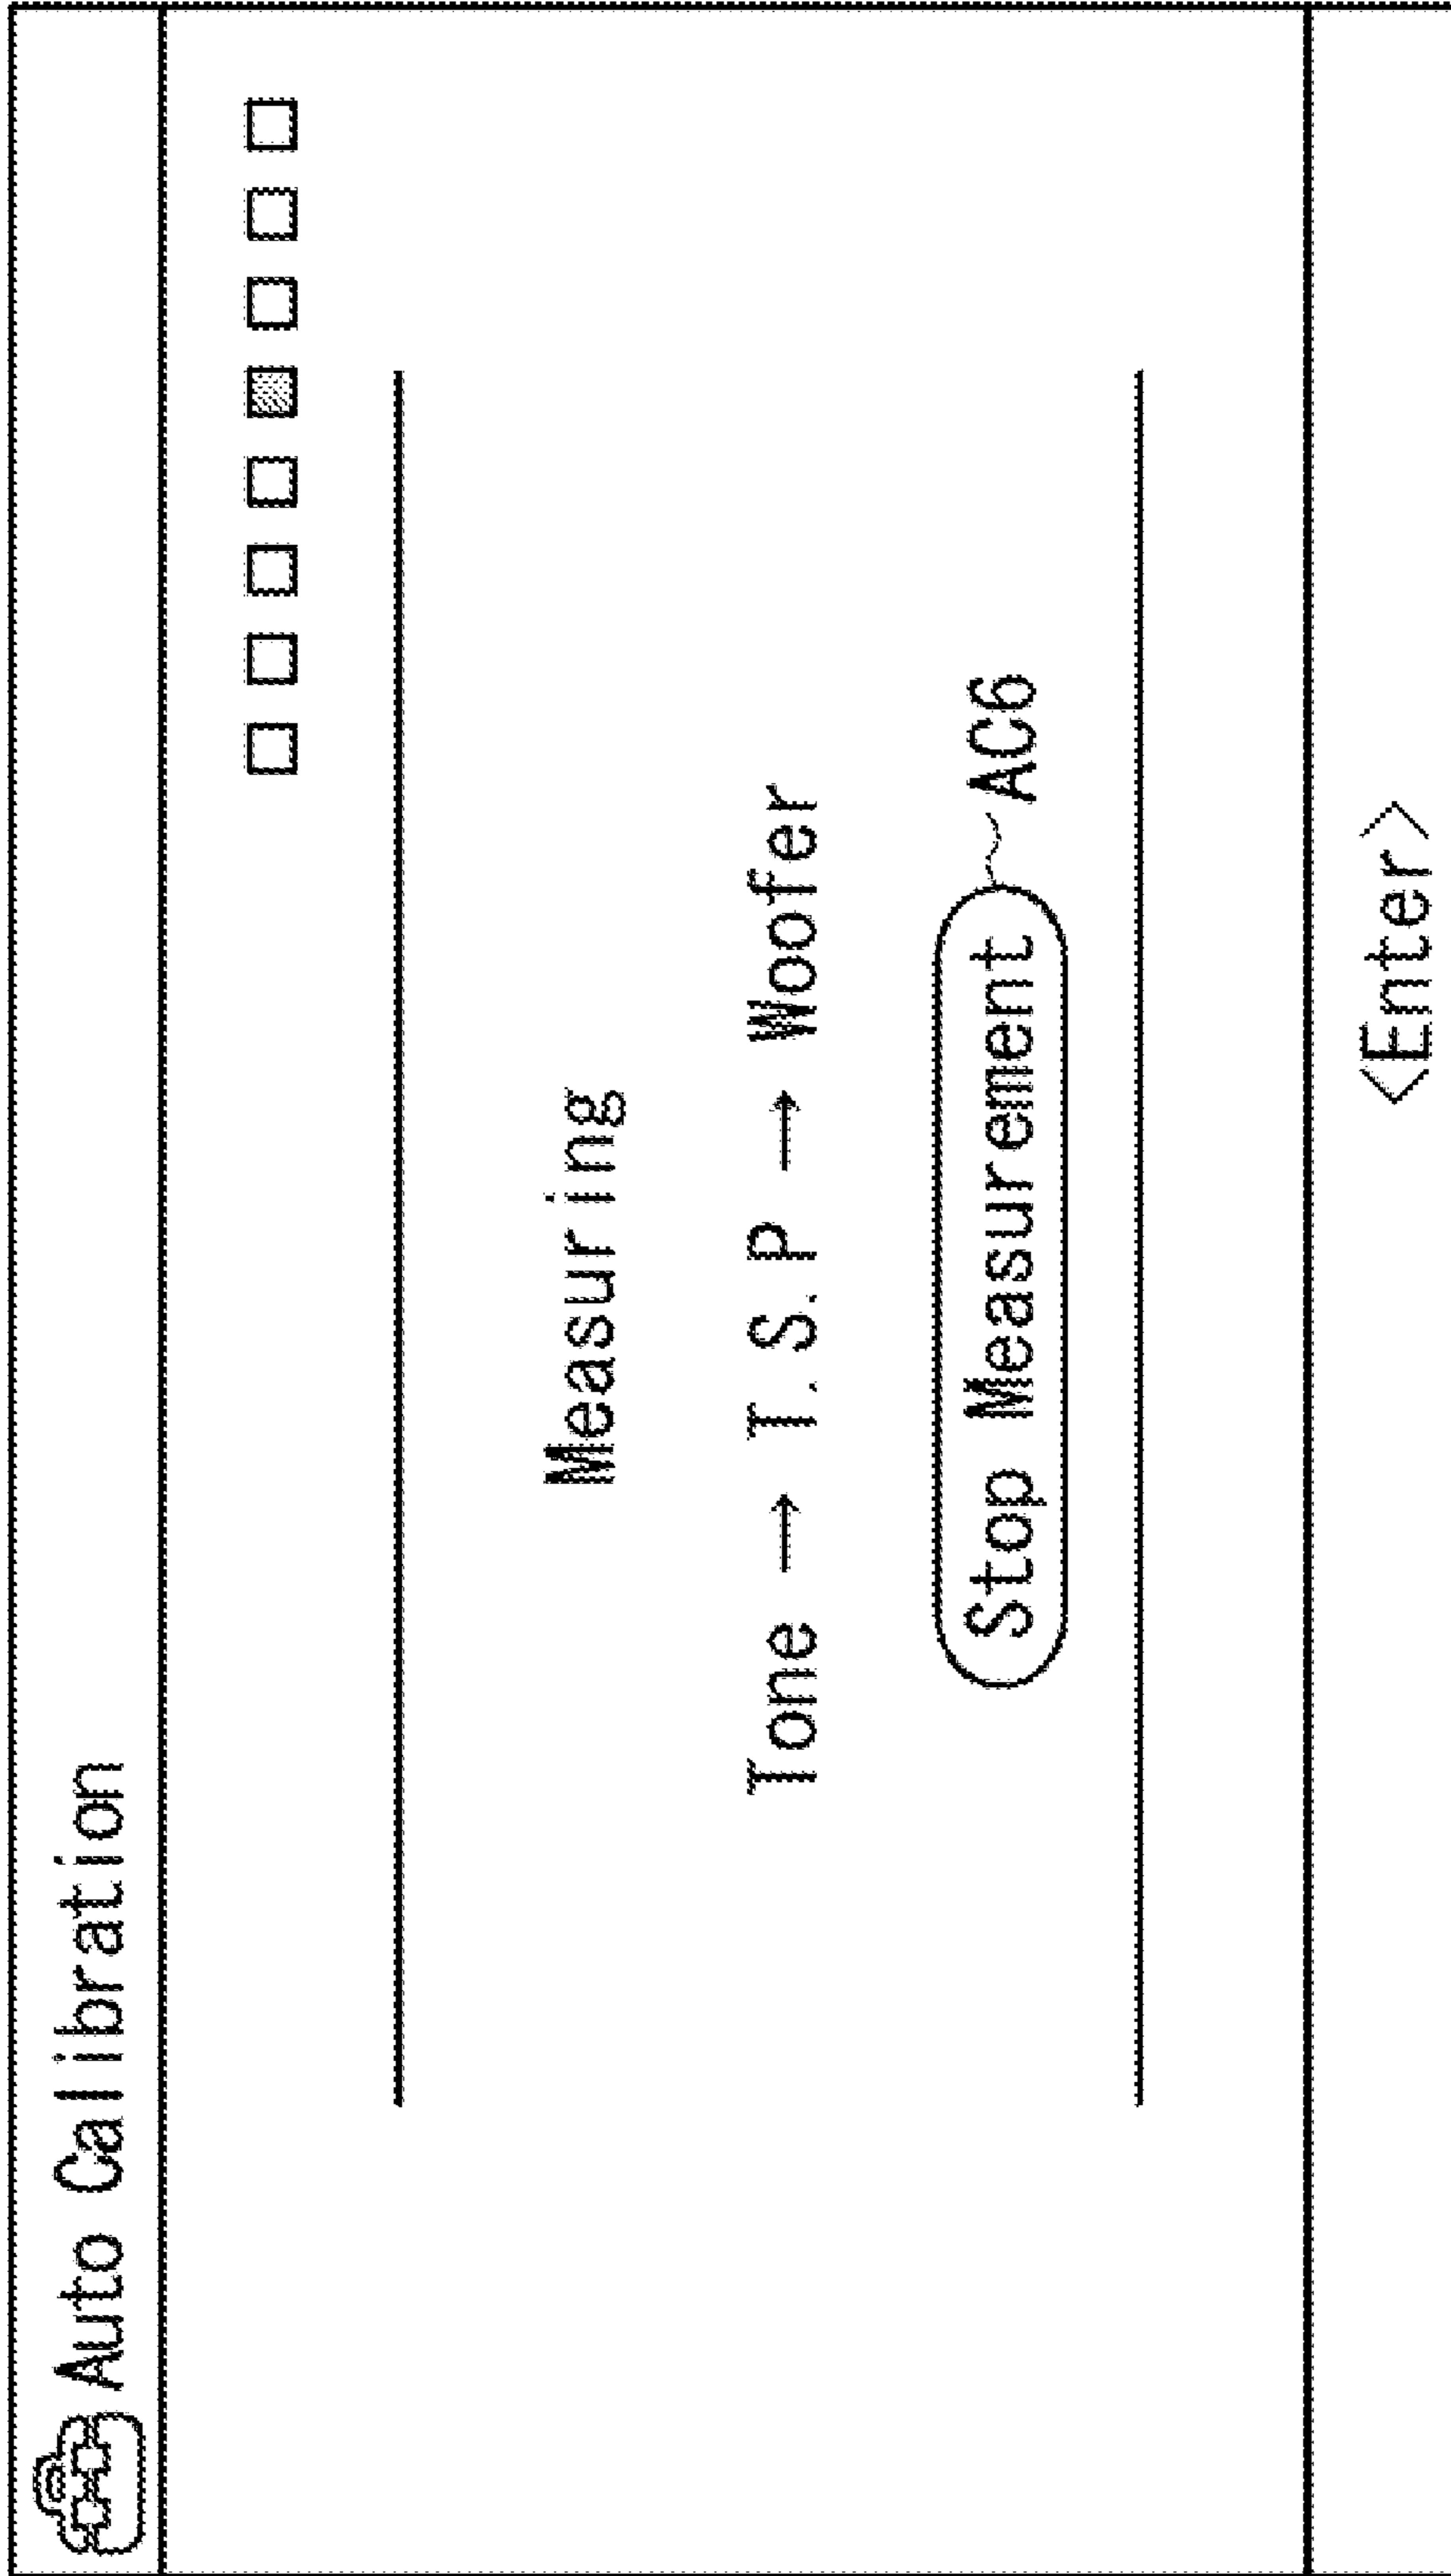 Auto Calibration
Measuring
Tone → T.S.P → Woofer
Stop Measurement AC6
<Enter>